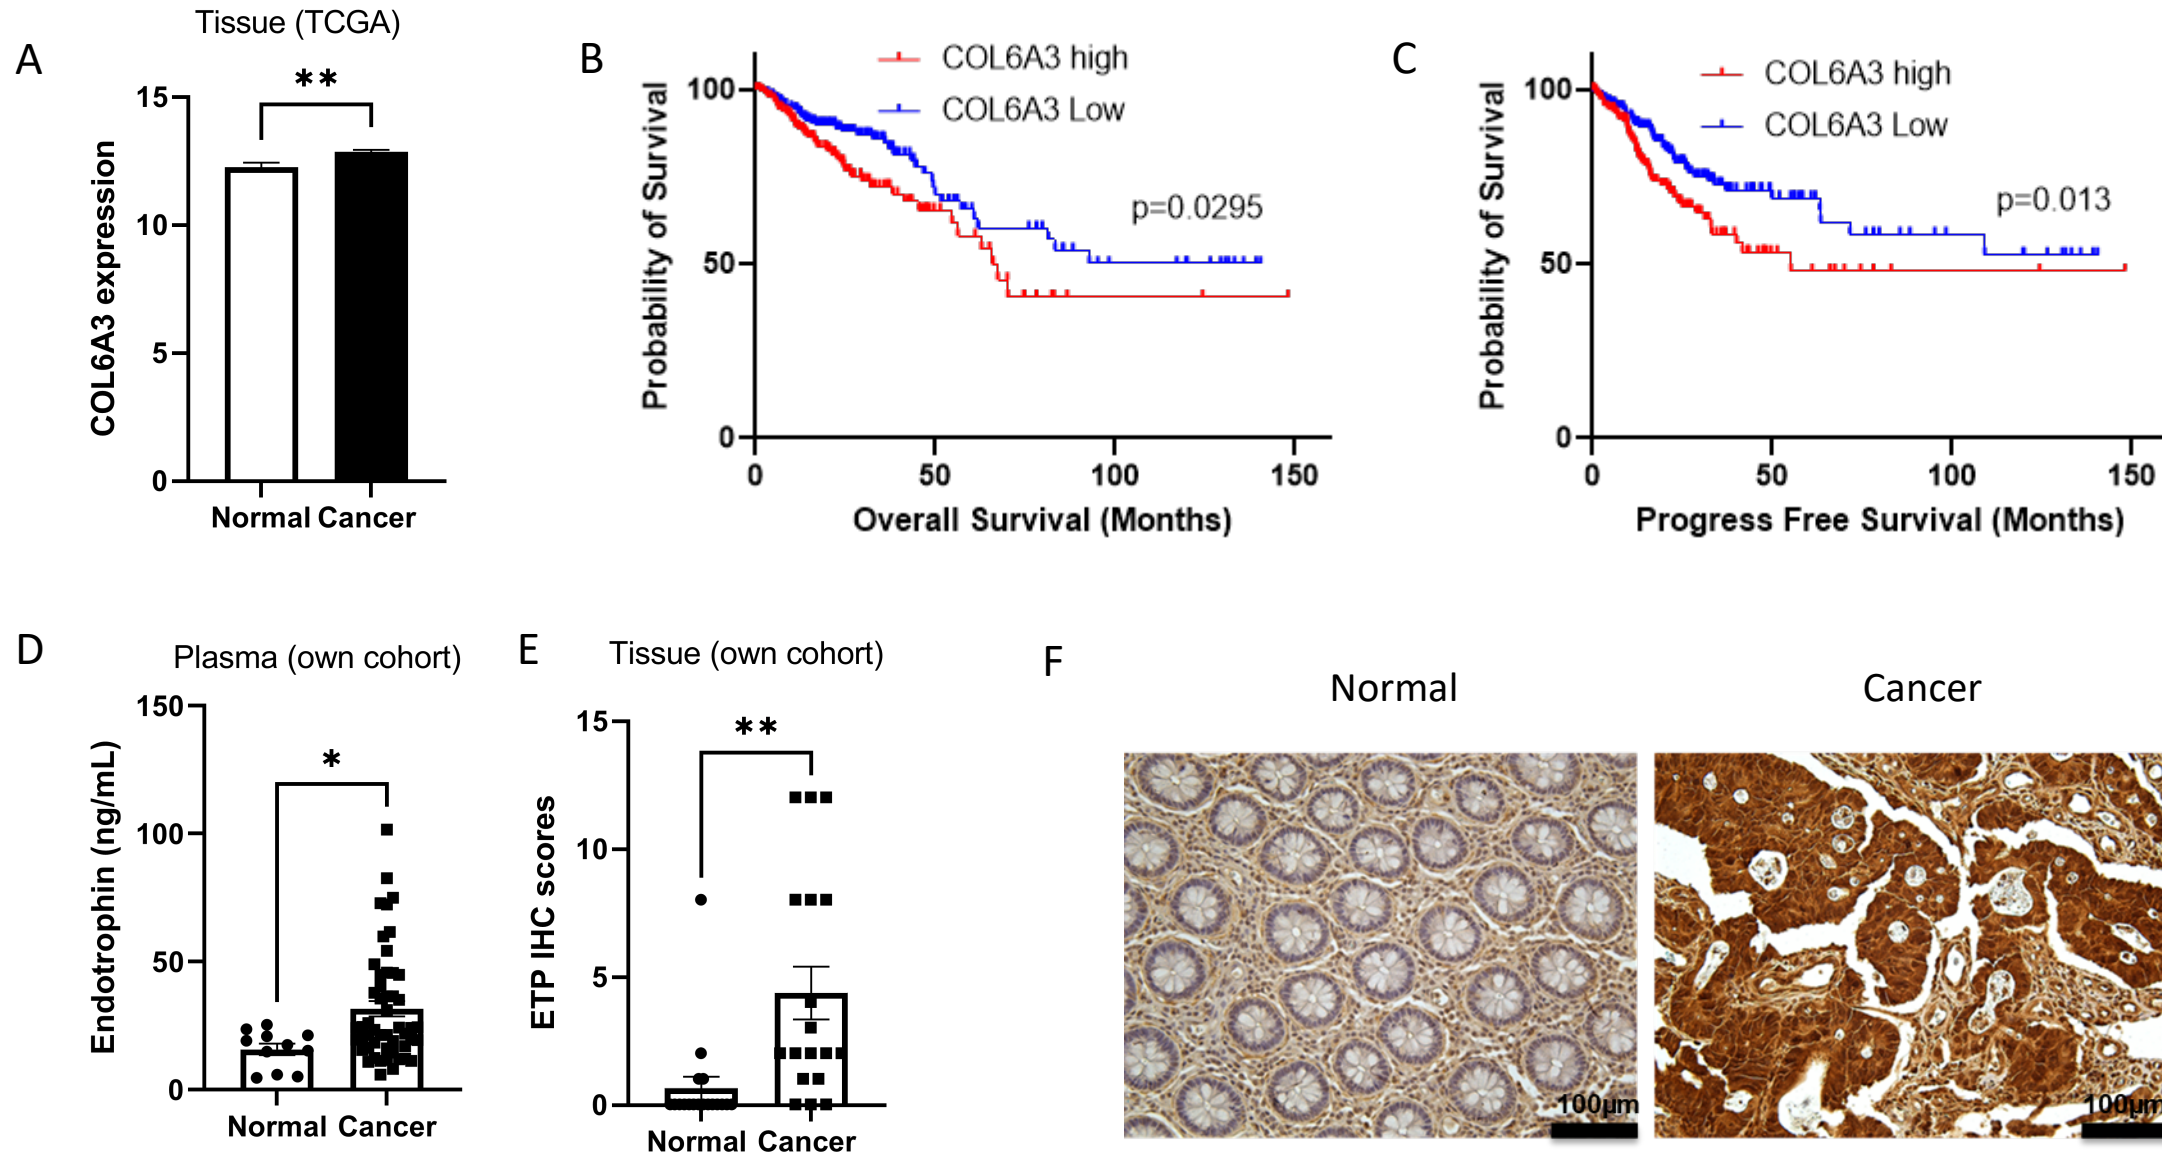 A
Tissue (TCGA)
**
15
10
5
0
COL6A3 expression
Normal Cancer
B
COL6A3 high
COL6A3 Low
p=0.0295
100
50
0
Probability of Survival
0 50 100 150
Overall Survival (Months)
C
COL6A3 high
COL6A3 Low
p=0.013
100
50
0
Probability of Survival
0 50 100 150
Progress Free Survival (Months)
D
Plasma (own cohort)
*
150
100
50
0
Endotrophin (ng/mL)
Normal Cancer
E
Tissue (own cohort)
**
15
10
5
0
ETP IHC scores
Normal Cancer
F
Normal
Cancer
100μm
100μm